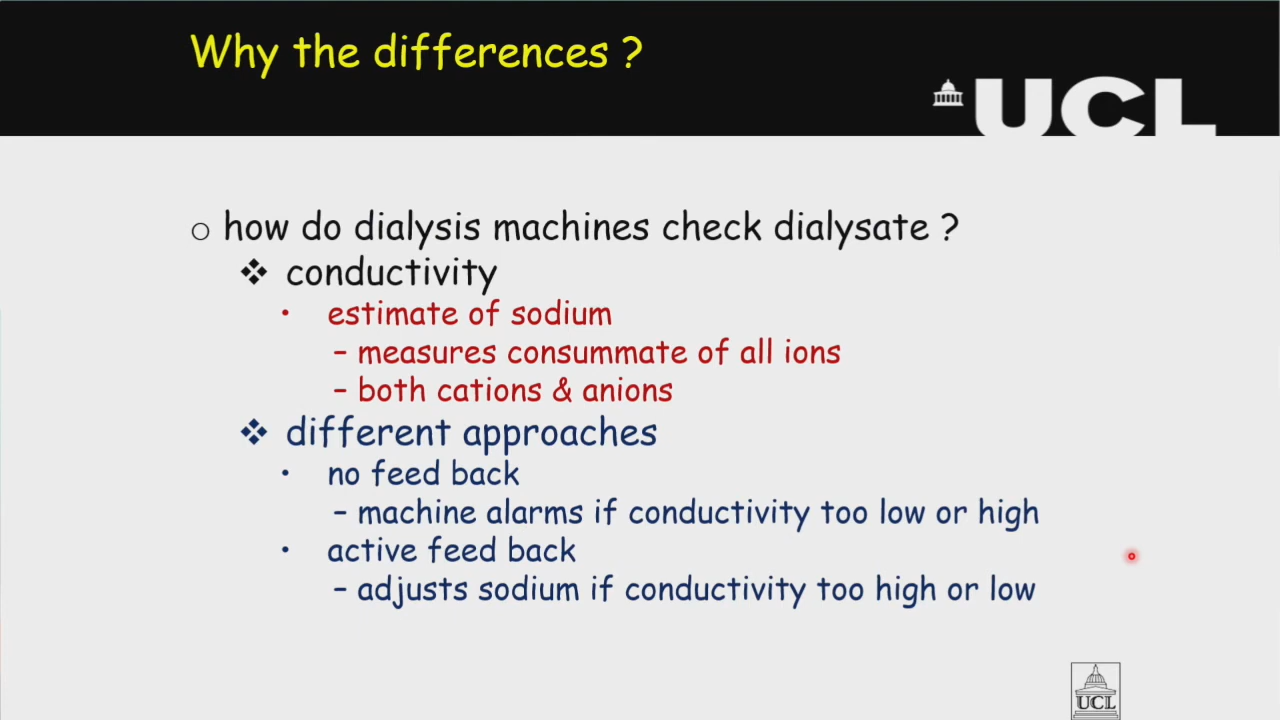 Why the differences ?
UCL
o how do dialysis machines check dialysate ?
❖ conductivity
• estimate of sodium
– measures consummate of all ions
– both cations & anions
❖ different approaches
• no feed back
– machine alarms if conductivity too low or high
• active feed back
– adjusts sodium if conductivity too high or low
UCL